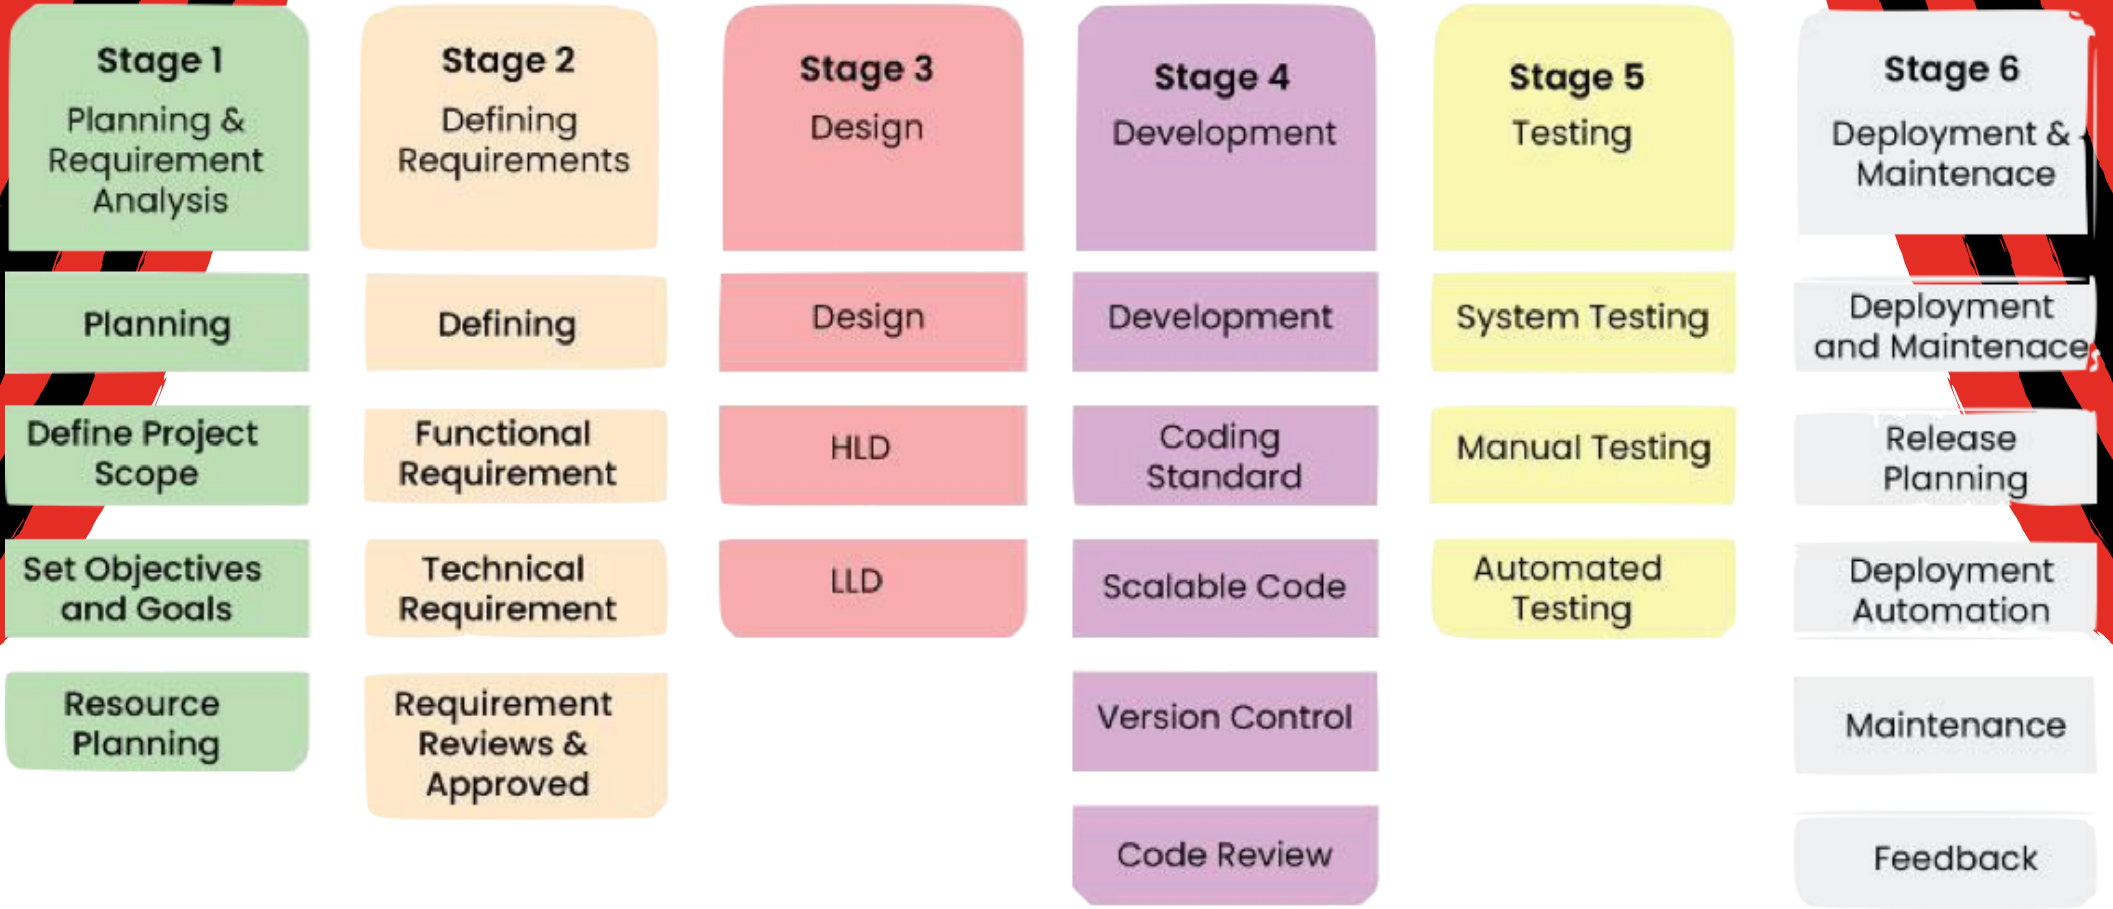 Stage 1
Planning &
Requirement
Analysis
Planning
Define Project
Scope
Set Objectives
and Goals
Resource
Planning
Stage 2
Defining
Requirements
Defining
Functional
Requirement
Technical
Requirement
Requirement
Reviews &
Approved
Stage 3
Design
Design
HLD
LLD
Stage 4
Development
Development
Coding
Standard
Scalable Code
Version Control
Code Review
Stage 5
Testing
System Testing
Manual Testing
Automated
Testing
Stage 6
Deployment &
Maintenace
Deployment
and Maintenace
Release
Planning
Deployment
Automation
Maintenance
Feedback